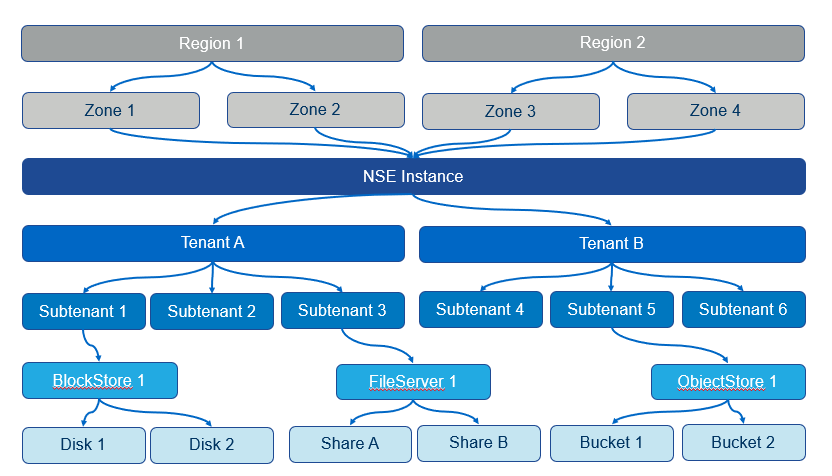 Region 1
Region 2
Zone 1
Zone 2
Zone 3
Zone 4
NSE Instance
Tenant A
Tenant B
Subtenant 1
Subtenant 2
Subtenant 3
Subtenant 4
Subtenant 5
Subtenant 6
BlockStore 1
FileServer 1
ObjectStore 1
Disk 1
Disk 2
Share A
Share B
Bucket 1
Bucket 2